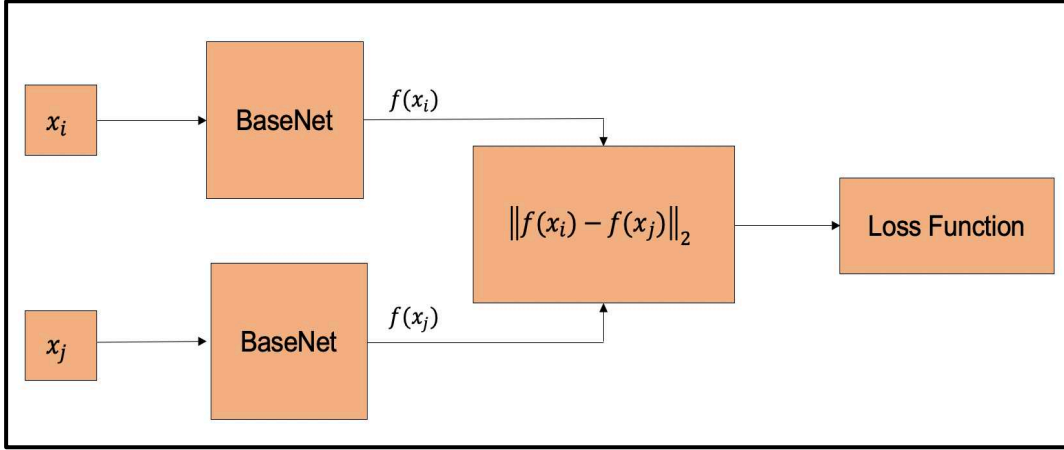 x_i
BaseNet
f(x_i)
‖f(x_i) − f(x_j)‖_2
Loss Function
x_j
BaseNet
f(x_j)